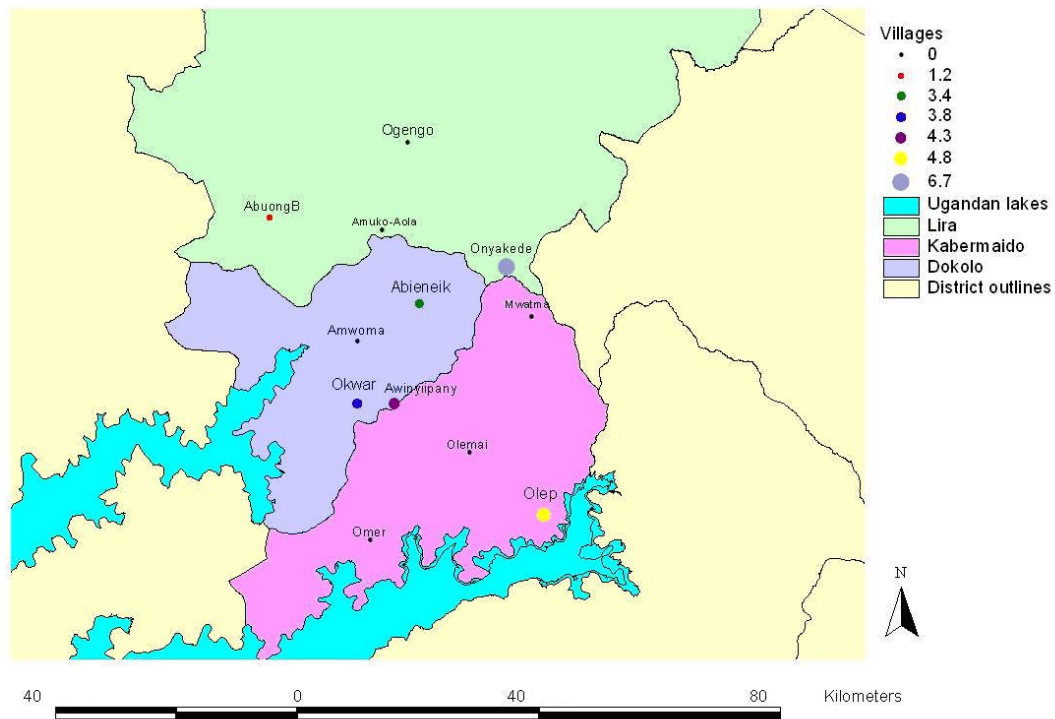 Villages
0
1.2
3.4
3.8
4.3
4.8
6.7
Ugandan lakes
Lira
Kabermaido
Dokolo
District outlines
Ogengo
AbuongB
Amuko-Aola
Onyakede
Abieneik
Mwatma
Amwoma
Okwar
Awinyiipany
Olemai
Olep
Omer
N
40 0 40 80 Kilometers